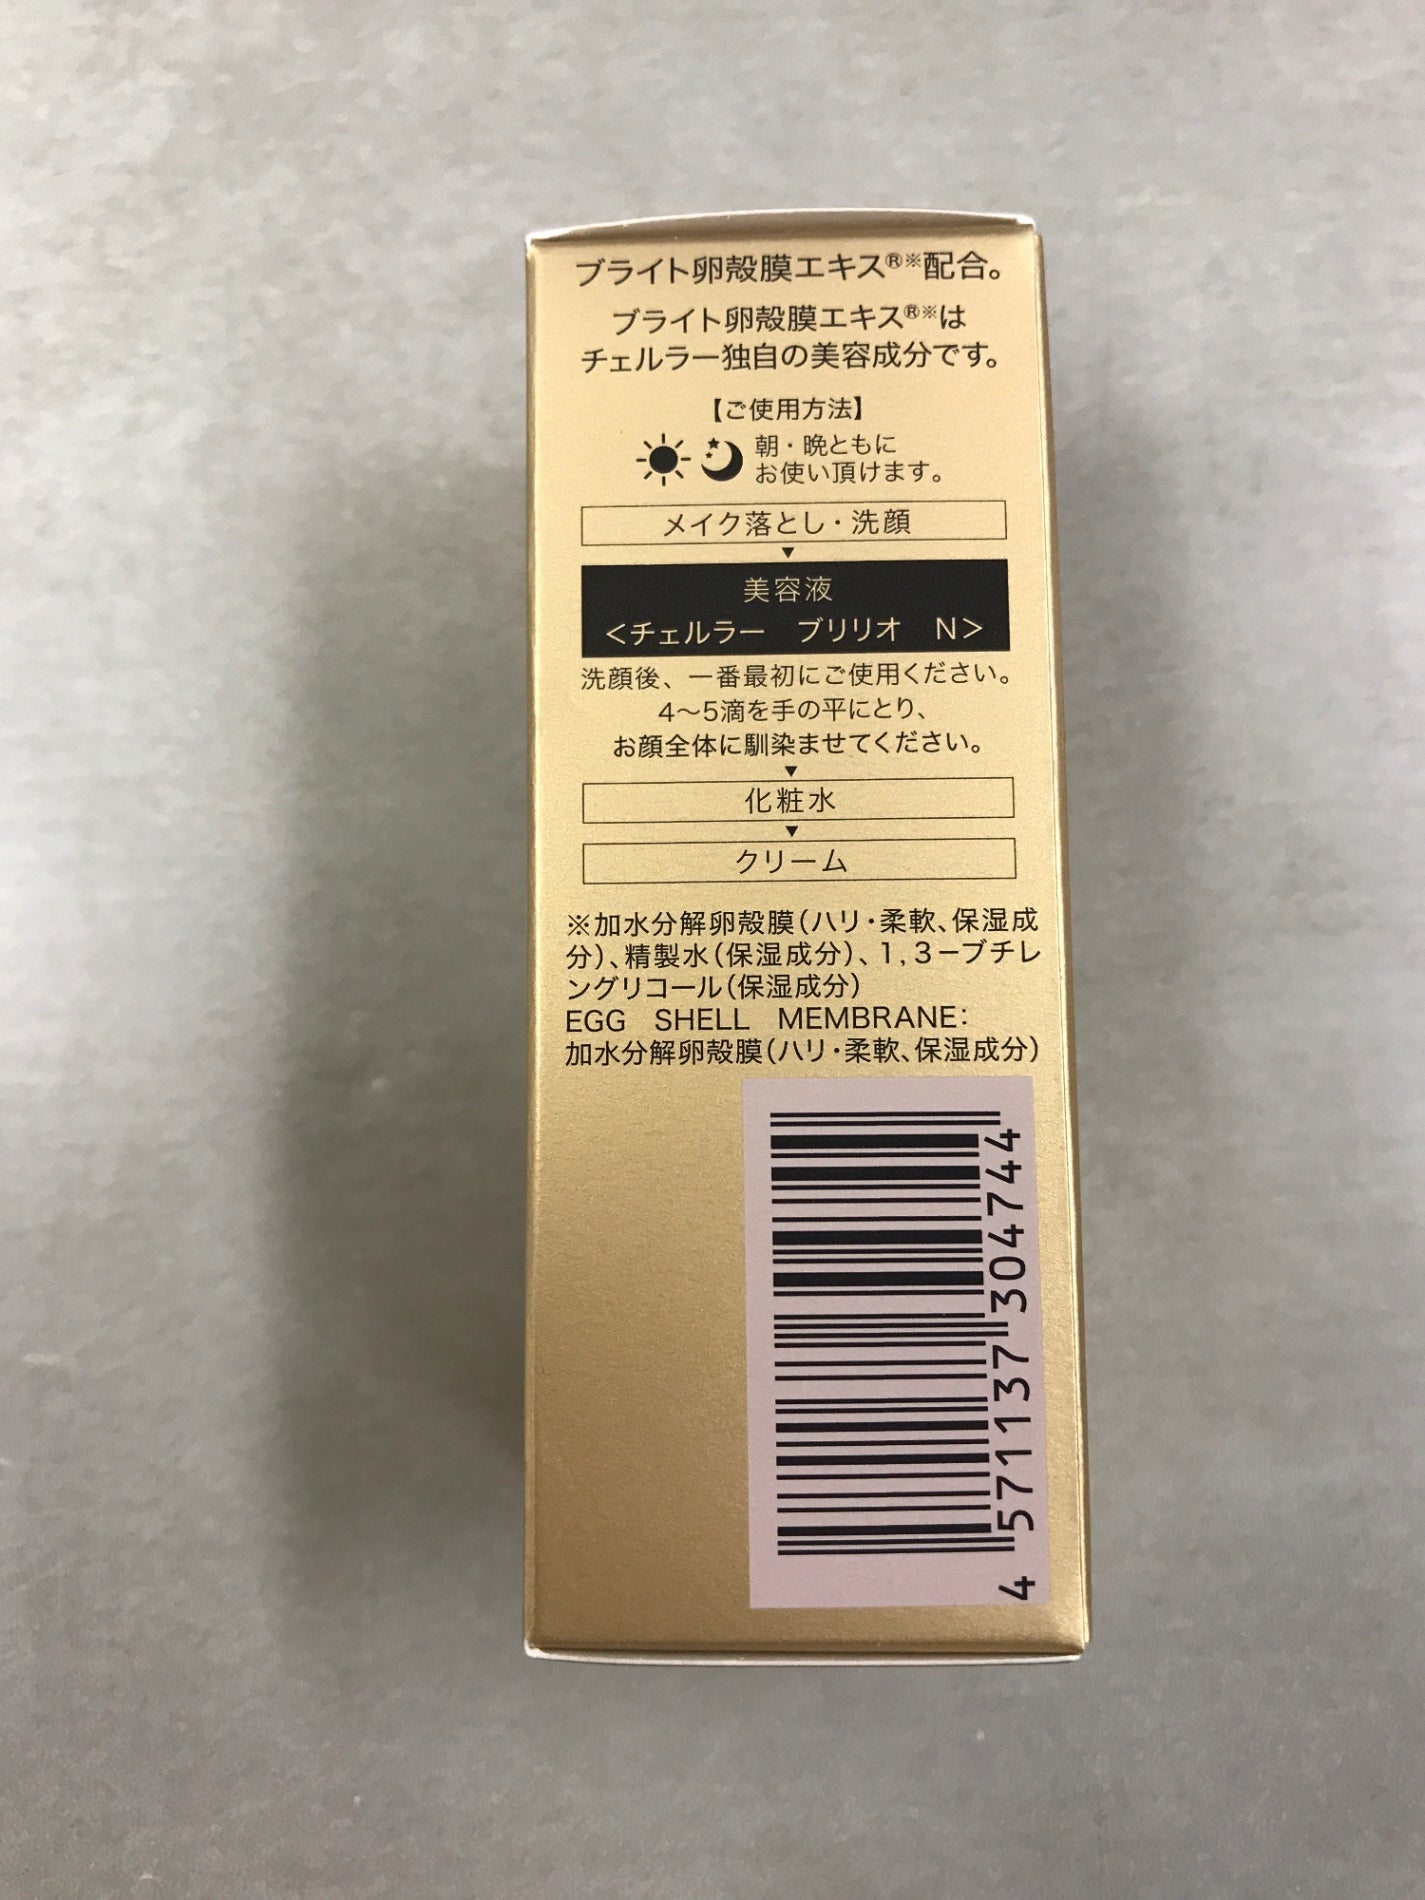 ブライト卵殻膜エキス®※配合。
ブライト卵殻膜エキス®※は
チェルラー独自の美容成分です。
【ご使用方法】
朝・晩ともに
お使い頂けます。
メイク落とし・洗顔
▼
美容液
＜チェルラー　ブリリオ　N＞
洗顔後、一番最初にご使用ください。
4〜5滴を手の平にとり、
お顔全体に馴染ませてください。
▼
化粧水
▼
クリーム
※加水分解卵殻膜（ハリ・柔軟、保湿成
分）、精製水（保湿成分）、1，3－ブチレ
ングリコール（保湿成分）
EGG　SHELL　MEMBRANE：
加水分解卵殻膜（ハリ・柔軟、保湿成分）
4 571137 304744